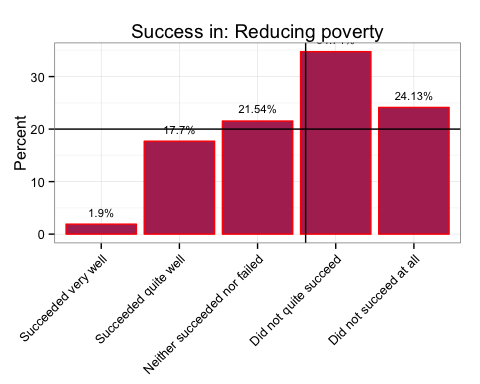 Success in: Reducing poverty
Percent
30
20
10
0
1.9%
17.7%
21.54%
24.13%
Succeeded very well
Succeeded quite well
Neither succeeded nor failed
Did not quite succeed
Did not succeed at all